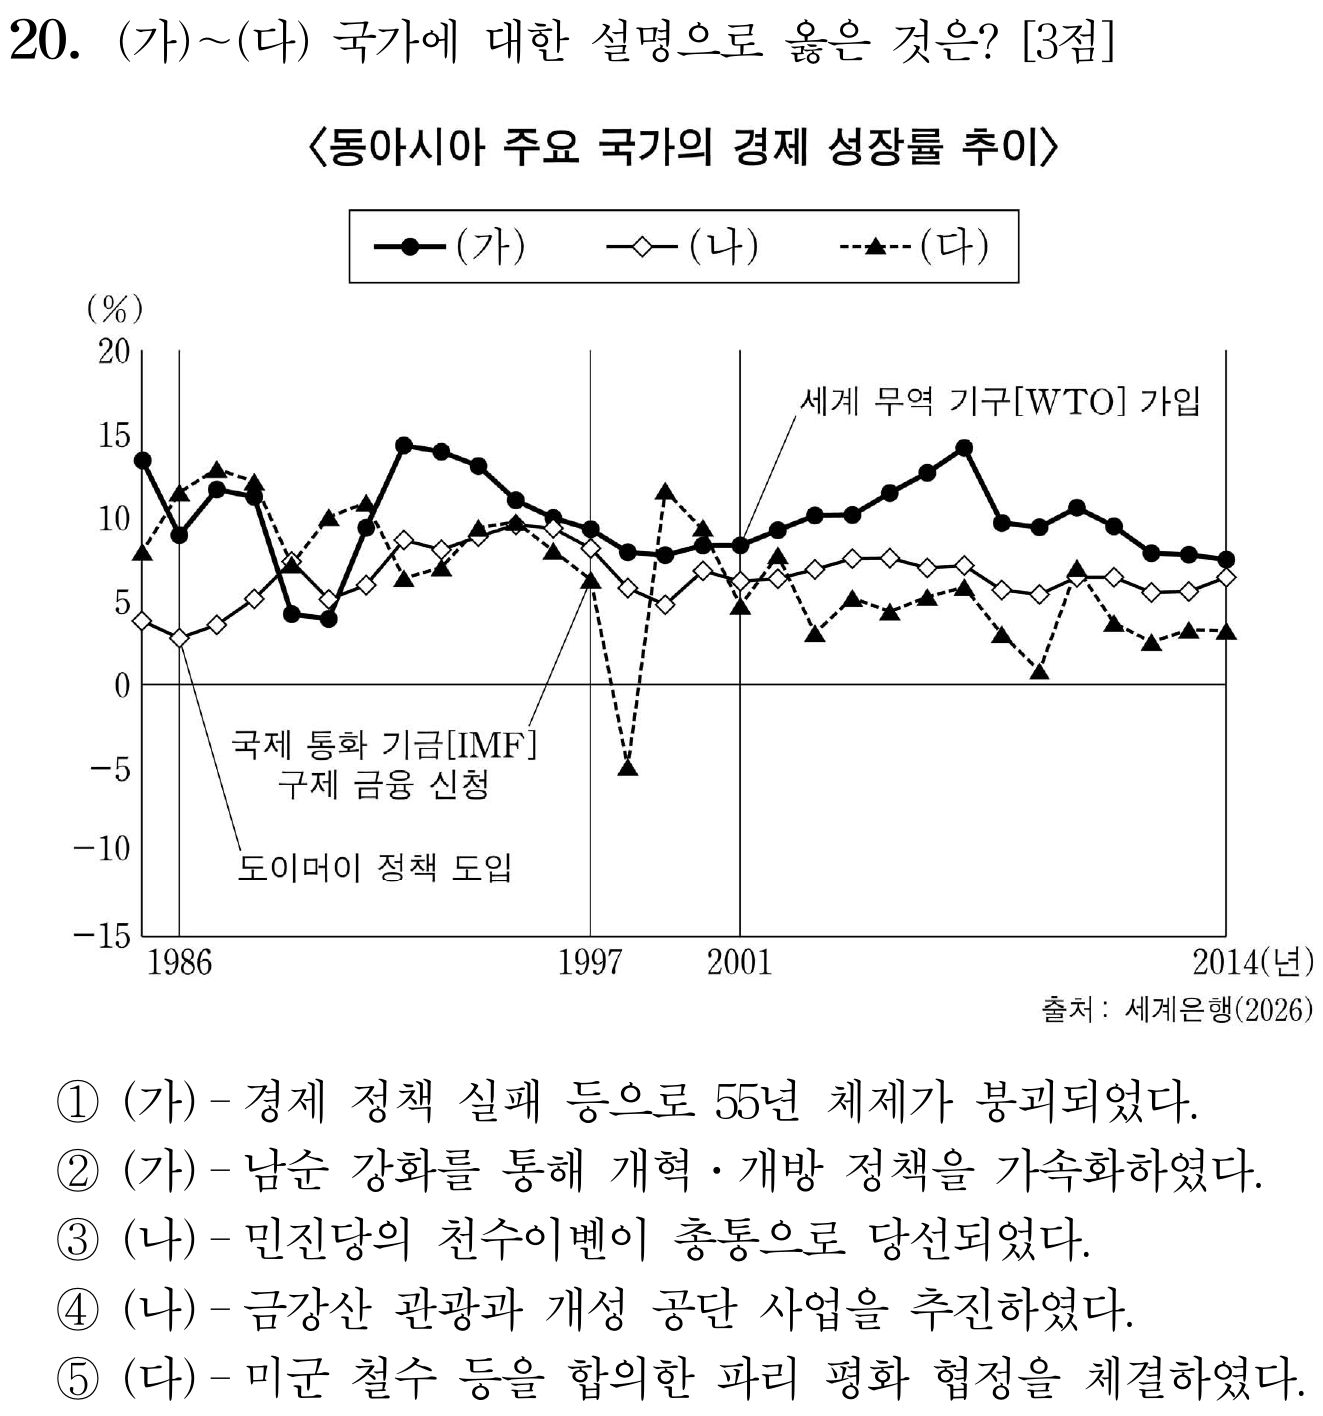 20. (가)~(다) 국가에 대한 설명으로 옳은 것은? [3점]
〈동아시아 주요 국가의 경제 성장률 추이〉
(가) (나) (다)
(%)
20
15
10
5
0
-5
-10
-15
세계 무역 기구[WTO] 가입
국제 통화 기금[IMF]
구제 금융 신청
도이머이 정책 도입
1986 1997 2001 2014(년)
출처: 세계은행(2026)
① (가) - 경제 정책 실패 등으로 55년 체제가 붕괴되었다.
② (가) - 남순 강화를 통해 개혁·개방 정책을 가속화하였다.
③ (나) - 민진당의 천수이볜이 총통으로 당선되었다.
④ (나) - 금강산 관광과 개성 공단 사업을 추진하였다.
⑤ (다) - 미군 철수 등을 합의한 파리 평화 협정을 체결하였다.